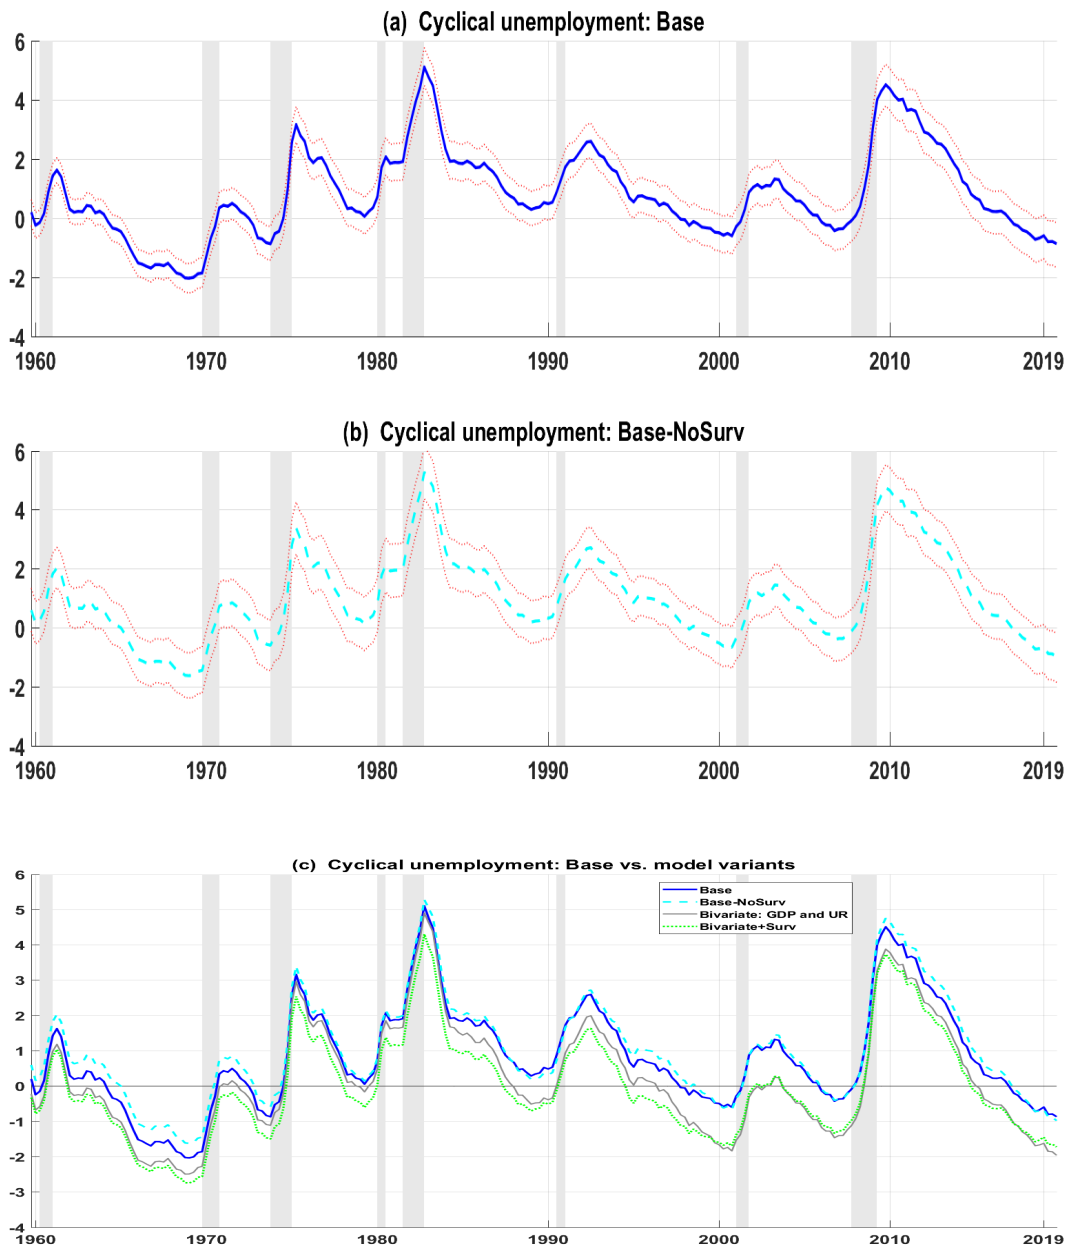 (a) Cyclical unemployment: Base
6
4
2
0
-2
-4
1960 1970 1980 1990 2000 2010 2019
(b) Cyclical unemployment: Base-NoSurv
6
4
2
0
-2
-4
1960 1970 1980 1990 2000 2010 2019
(c) Cyclical unemployment: Base vs. model variants
6
5
4
3
2
1
0
-1
-2
-3
-4
Base
Base-NoSurv
Bivariate: GDP and UR
Bivariate+Surv
1960 1970 1980 1990 2000 2010 2019